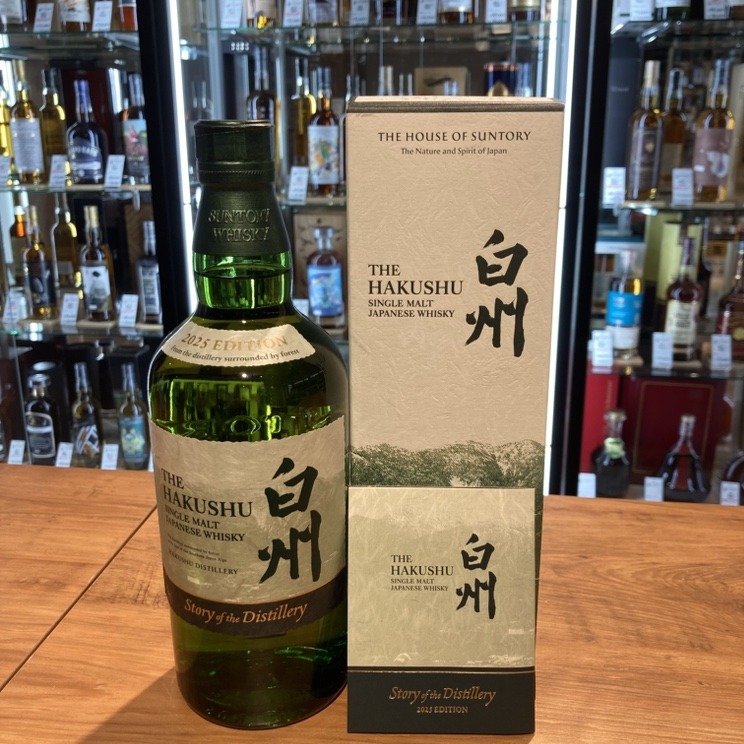 SUNTORY
WHISKY
2025 EDITION
From the distillery surrounded by forest
THE
HAKUSHU
SINGLE MALT
JAPANESE WHISKY
白州
HAKUSHU DISTILLERY
Story of the Distillery
THE HOUSE OF SUNTORY
The Nature and Spirit of Japan
THE
HAKUSHU
SINGLE MALT
JAPANESE WHISKY
白州
THE
HAKUSHU
SINGLE MALT
JAPANESE WHISKY
白州
Story of the Distillery
2025 EDITION